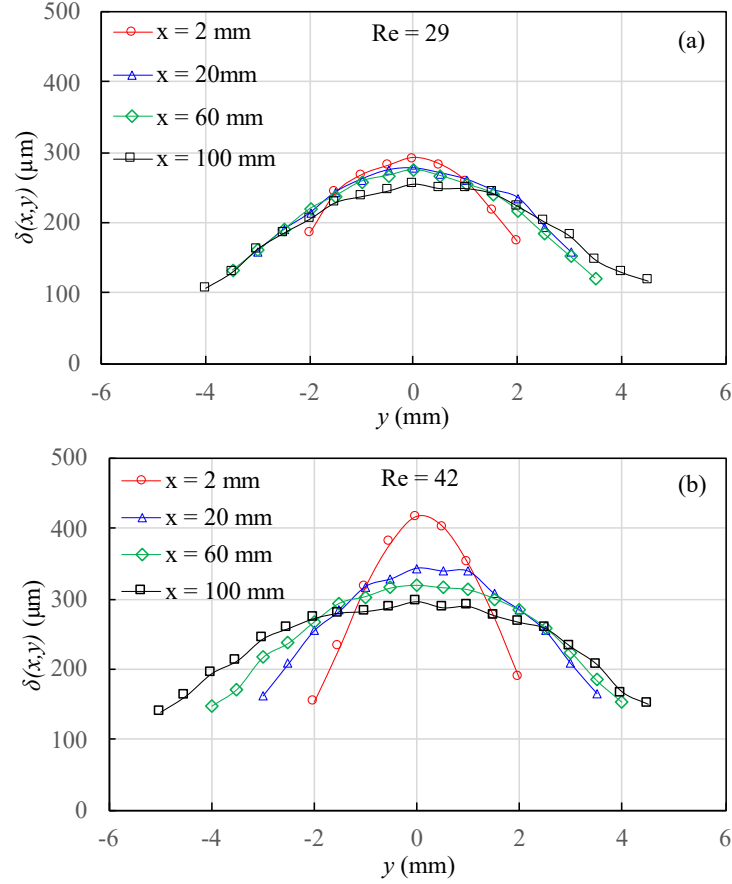 500
400
300
200
100
0
δ(x,y) (μm)
x = 2 mm
x = 20mm
x = 60 mm
x = 100 mm
Re = 29
(a)
-6 -4 -2 0 2 4 6
y (mm)
500
400
300
200
100
0
δ(x,y) (μm)
x = 2 mm
x = 20 mm
x = 60 mm
x = 100 mm
Re = 42
(b)
-6 -4 -2 0 2 4 6
y (mm)